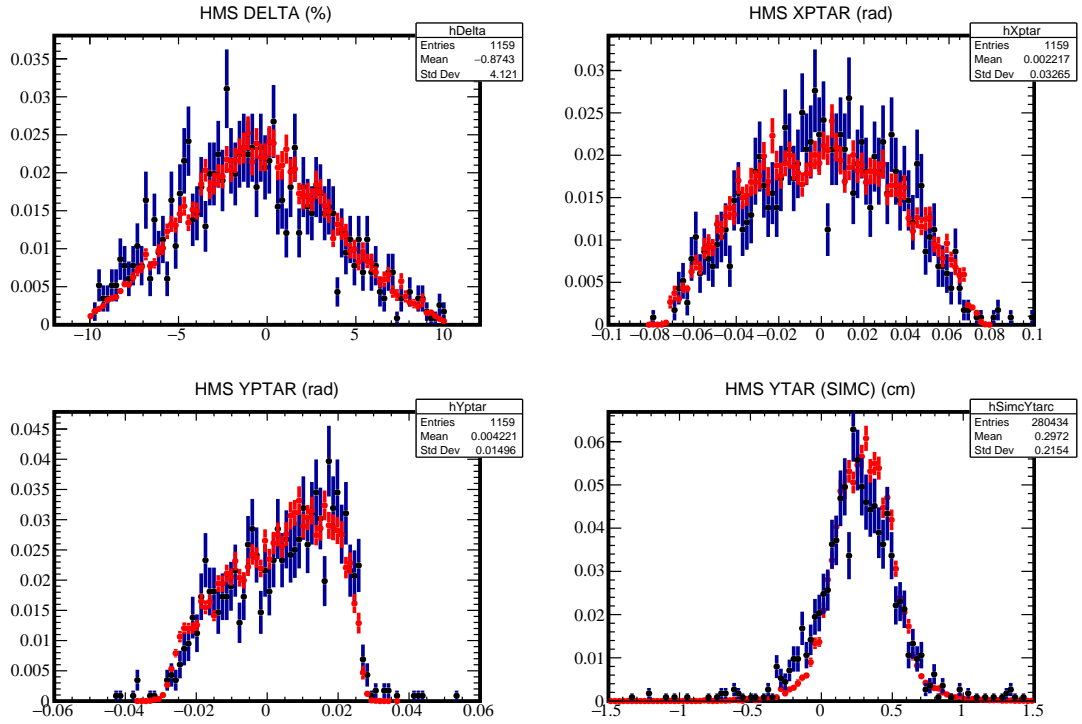 HMS DELTA (%)
hDelta
Entries 1159
Mean −0.8743
Std Dev 4.121
0.035
0.03
0.025
0.02
0.015
0.01
0.005
0
−10 −5 0 5 10
HMS XPTAR (rad)
hXptar
Entries 1159
Mean 0.002217
Std Dev 0.03265
0.03
0.025
0.02
0.015
0.01
0.005
0
−0.1 −0.08 −0.06 −0.04 −0.02 0 0.02 0.04 0.06 0.08 0.1
HMS YPTAR (rad)
hYptar
Entries 1159
Mean 0.004221
Std Dev 0.01496
0.045
0.04
0.035
0.03
0.025
0.02
0.015
0.01
0.005
0
−0.06 −0.04 −0.02 0 0.02 0.04 0.06
HMS YTAR (SIMC) (cm)
hSimcYtarc
Entries 280434
Mean 0.2972
Std Dev 0.2154
0.06
0.05
0.04
0.03
0.02
0.01
0
−1.5 −1 −0.5 0 0.5 1 1.5